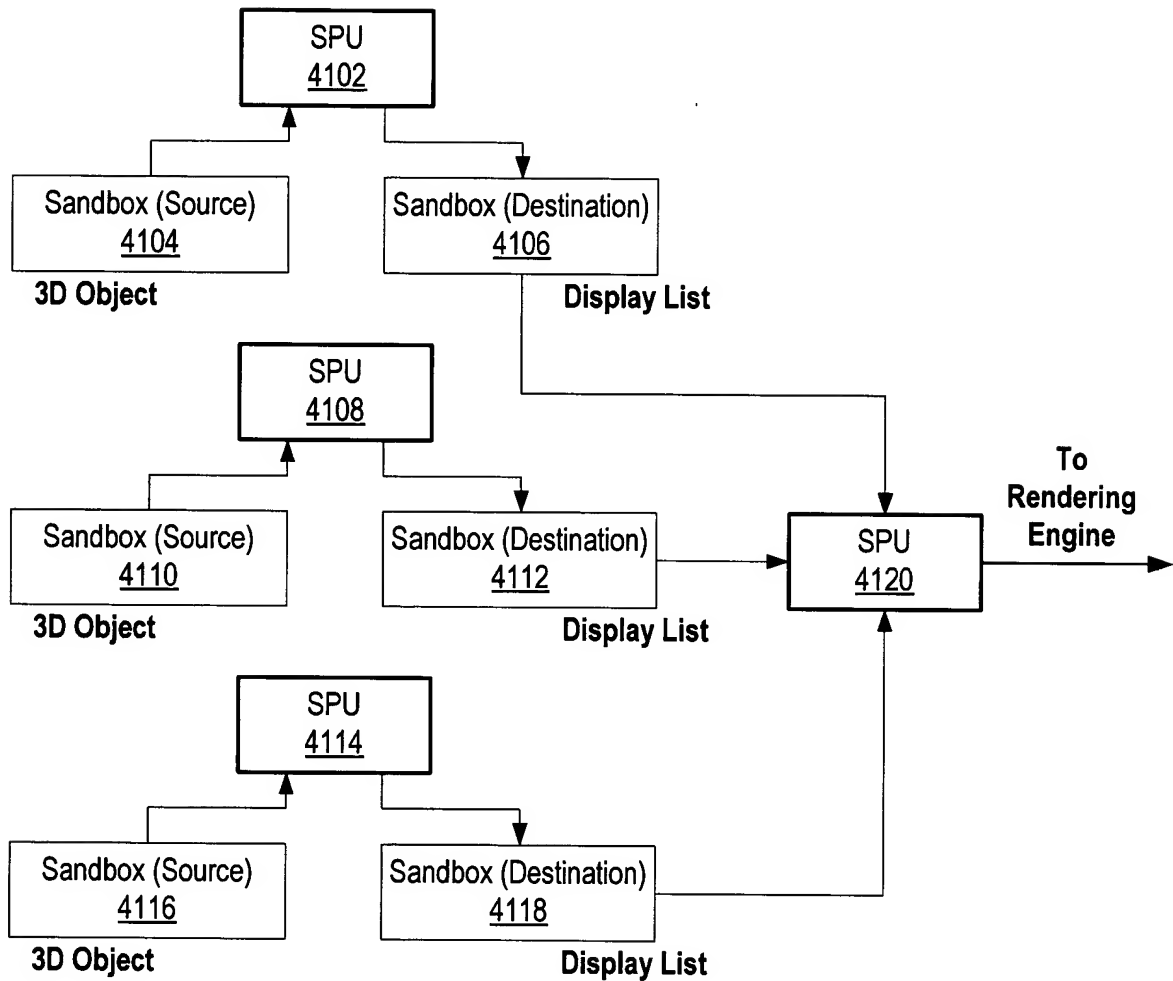 SPU
4102
Sandbox (Source)
4104
3D Object
Sandbox (Destination)
4106
Display List
SPU
4108
Sandbox (Source)
4110
3D Object
Sandbox (Destination)
4112
Display List
SPU
4114
Sandbox (Source)
4116
3D Object
Sandbox (Destination)
4118
Display List
SPU
4120
To
Rendering
Engine